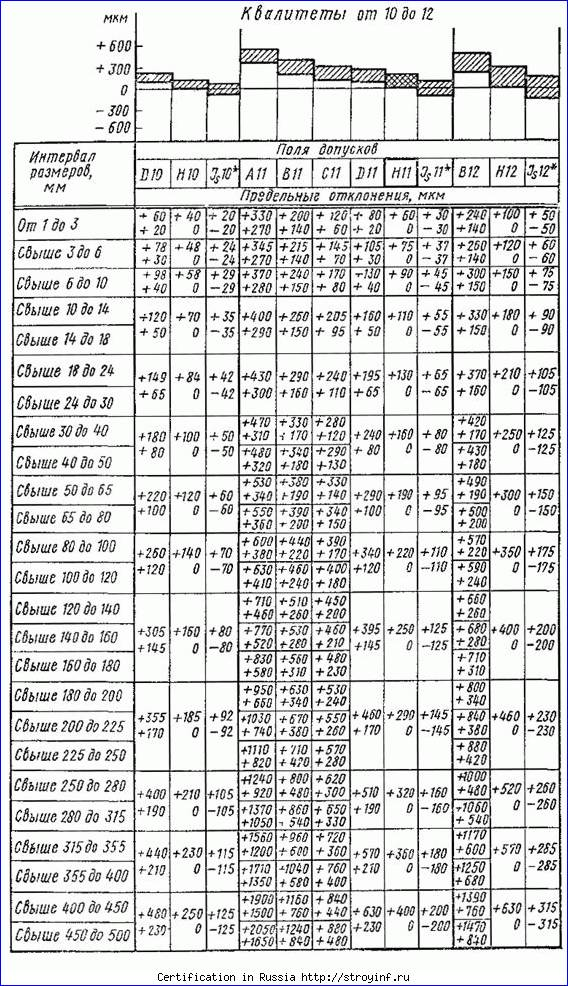 Квалитеты от 10 до 12
мкм
+600
+300
0
−300
−600
Интервал размеров, мм
Поля допусков
D10 H10 Js10* A11 B11 C11 D11 H11 Js11* B12 H12 Js12*
Предельные отклонения, мкм
От 1 до 3
+60 +40 +20 +330 +200 +120 +80 +60 +30 +240 +100 +50
+20 0 −20 +270 +140 +60 +20 0 −30 +140 0 −50
Свыше 3 до 6
+78 +48 +24 +345 +215 +145 +105 +75 +37 +260 +120 +60
+30 0 −24 +270 +140 +70 +30 0 −37 +140 0 −60
Свыше 6 до 10
+98 +58 +29 +370 +240 +170 −130 +90 +45 +300 +150 +75
+40 0 −29 +280 +150 +80 +40 0 −45 +150 0 −75
Свыше 10 до 14
+120 +70 +35 +400 +260 +205 +160 +110 +55 +330 +180 +90
+50 0 −35 +290 +150 +95 +50 0 −55 +150 0 −90
Свыше 14 до 18
Свыше 18 до 24
+149 +84 +42 +430 +290 +240 +195 +130 +65 +370 +210 +105
+65 0 −42 +300 +160 +110 +65 0 −65 +160 0 −105
Свыше 24 до 30
Свыше 30 до 40
+470 +330 +280 +420
+310 +170 +120 +170
+180 +100 +50 +240 +160 +80 +250 +125
+80 0 −50 +80 0 −80 0 −125
Свыше 40 до 50
+480 +340 +290 +430
+320 +180 +130 +180
Свыше 50 до 65
+530 +380 +330 +490
+340 +190 +140 +190
+220 +120 +60 +290 +190 +95 +300 +150
+100 0 −60 +100 0 −95 0 −150
Свыше 65 до 80
+550 +390 +340 +500
+360 +200 +150 +200
Свыше 80 до 100
+600 +440 +390 +570
+380 +220 +170 +220
+260 +140 +70 +340 +220 +110 +350 +175
+120 0 −70 +120 0 −110 0 −175
Свыше 100 до 120
+630 +460 +400 +590
+410 +240 +180 +240
Свыше 120 до 140
+710 +510 +450 +660
+460 +260 +200 +260
Свыше 140 до 160
+305 +160 +80 +770 +530 +460 +395 +250 +125 +680 +400 +200
+145 0 −80 +520 +280 +210 +145 0 −125 +280 0 −200
Свыше 160 до 180
+830 +560 +480 +710
+580 +310 +230 +310
Свыше 180 до 200
+950 +630 +530 +800
+660 +340 +240 +340
Свыше 200 до 225
+355 +185 +92 +1030 +670 +550 +460 +290 +145 +840 +460 +230
+170 0 −92 +740 +380 +260 +170 0 −145 +380 0 −230
Свыше 225 до 250
+1110 +710 +570 +880
+820 +420 +280 +420
Свыше 250 до 280
+1240 +800 +620 +1000
+920 +480 +300 +480
+400 +210 +105 +510 +320 +160 +520 +260
+190 0 −105 +190 0 −160 0 −260
Свыше 280 до 315
+1370 +860 +650 +1060
+1050 +540 +330 +540
Свыше 315 до 355
+1560 +960 +720 +1170
+1200 +600 +360 +600
+440 +230 +115 +570 +360 +180 +570 +285
+210 0 −115 +210 0 −180 0 −285
Свыше 355 до 400
+1710 +1040 +760 +1250
+1350 +580 +400 +680
Свыше 400 до 450
+1900 +1160 +840 +1390
+1500 +760 +440 +760
+480 +250 +125 +630 +400 +200 +630 +315
+230 0 −125 +230 0 −200 0 −315
Свыше 450 до 500
+2050 +1240 +880 +1470
+1650 +840 +480 +840
Certification in Russia http://stroyinf.ru